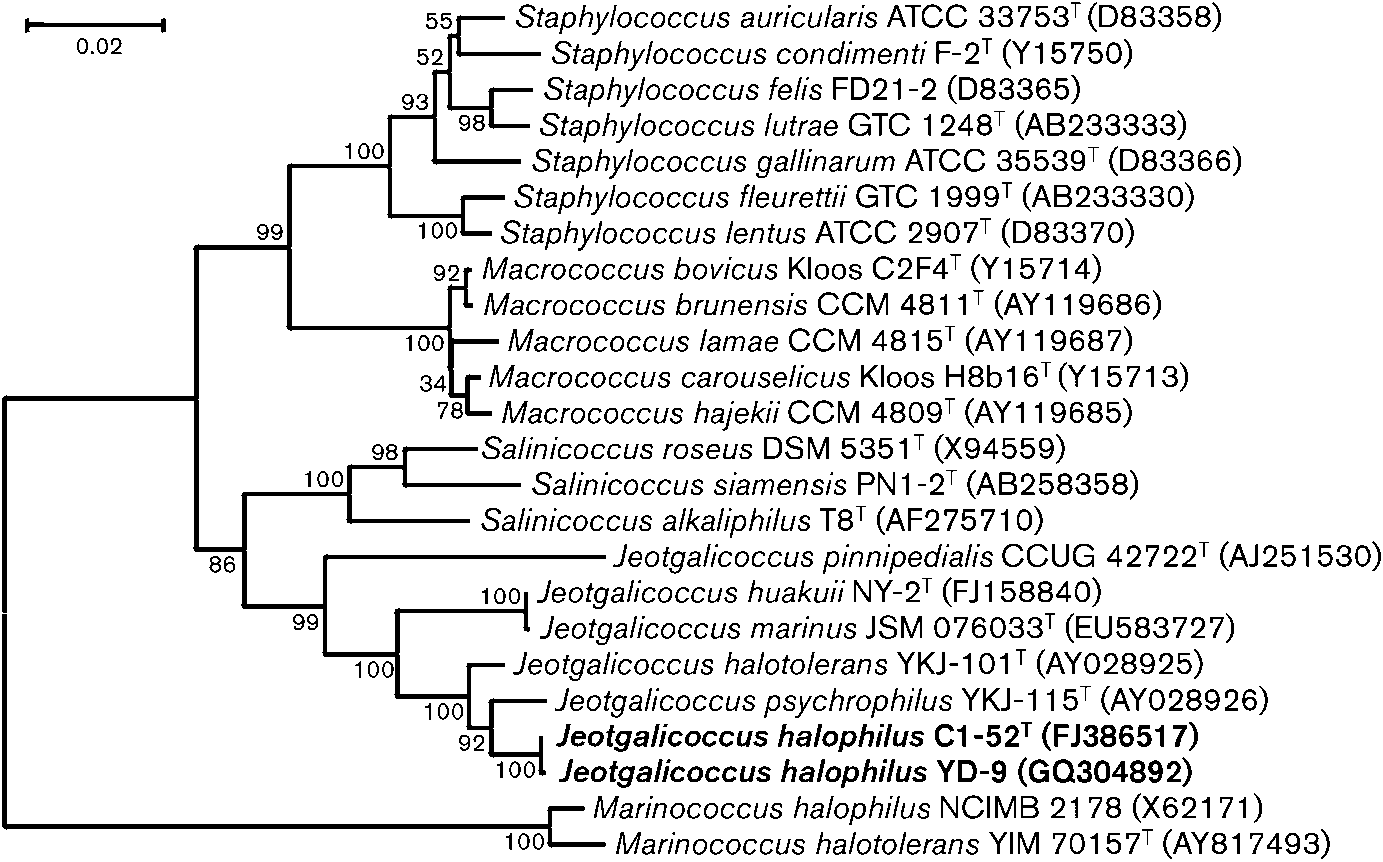 55 Staphylococcus auricularis ATCC 33753ᵀ (D83358)
0.02
52 Staphylococcus condimenti F-2ᵀ (Y15750)
Staphylococcus felis FD21-2 (D83365)
93
98 Staphylococcus lutrae GTC 1248ᵀ (AB233333)
100 Staphylococcus gallinarum ATCC 35539ᵀ (D83366)
Staphylococcus fleurettii GTC 1999ᵀ (AB233330)
99 100 Staphylococcus lentus ATCC 2907ᵀ (D83370)
92 Macrococcus bovicus Kloos C2F4ᵀ (Y15714)
Macrococcus brunensis CCM 4811ᵀ (AY119686)
100 Macrococcus lamae CCM 4815ᵀ (AY119687)
34 Macrococcus carouselicus Kloos H8b16ᵀ (Y15713)
78 Macrococcus hajekii CCM 4809ᵀ (AY119685)
98 Salinicoccus roseus DSM 5351ᵀ (X94559)
100 Salinicoccus siamensis PN1-2ᵀ (AB258358)
Salinicoccus alkaliphilus T8ᵀ (AF275710)
86 Jeotgalicoccus pinnipedialis CCUG 42722ᵀ (AJ251530)
100 Jeotgalicoccus huakuii NY-2ᵀ (FJ158840)
99 Jeotgalicoccus marinus JSM 076033ᵀ (EU583727)
100 Jeotgalicoccus halotolerans YKJ-101ᵀ (AY028925)
100 Jeotgalicoccus psychrophilus YKJ-115ᵀ (AY028926)
92 Jeotgalicoccus halophilus C1-52ᵀ (FJ386517)
100 Jeotgalicoccus halophilus YD-9 (GQ304892)
Marinococcus halophilus NCIMB 2178 (X62171)
100 Marinococcus halotolerans YIM 70157ᵀ (AY817493)